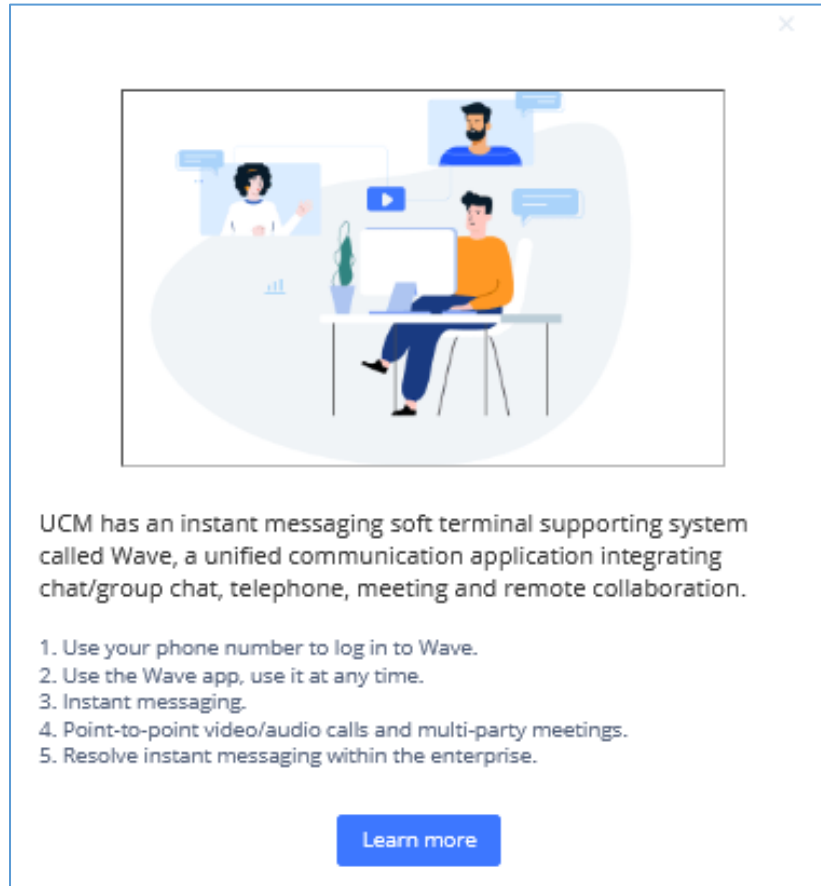 UCM has an instant messaging soft terminal supporting system
called Wave, a unified communication application integrating
chat/group chat, telephone, meeting and remote collaboration.
1. Use your phone number to log in to Wave.
2. Use the Wave app, use it at any time.
3. Instant messaging.
4. Point-to-point video/audio calls and multi-party meetings.
5. Resolve instant messaging within the enterprise.
Learn more